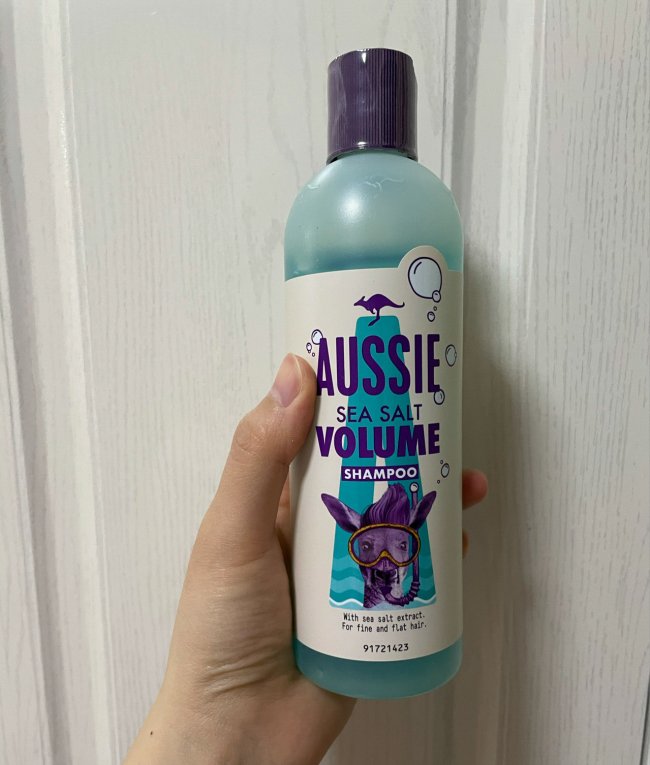 AUSSIE
SEA SALT
VOLUME
SHAMPOO
With sea salt extract.
For fine and flat hair.
91721423